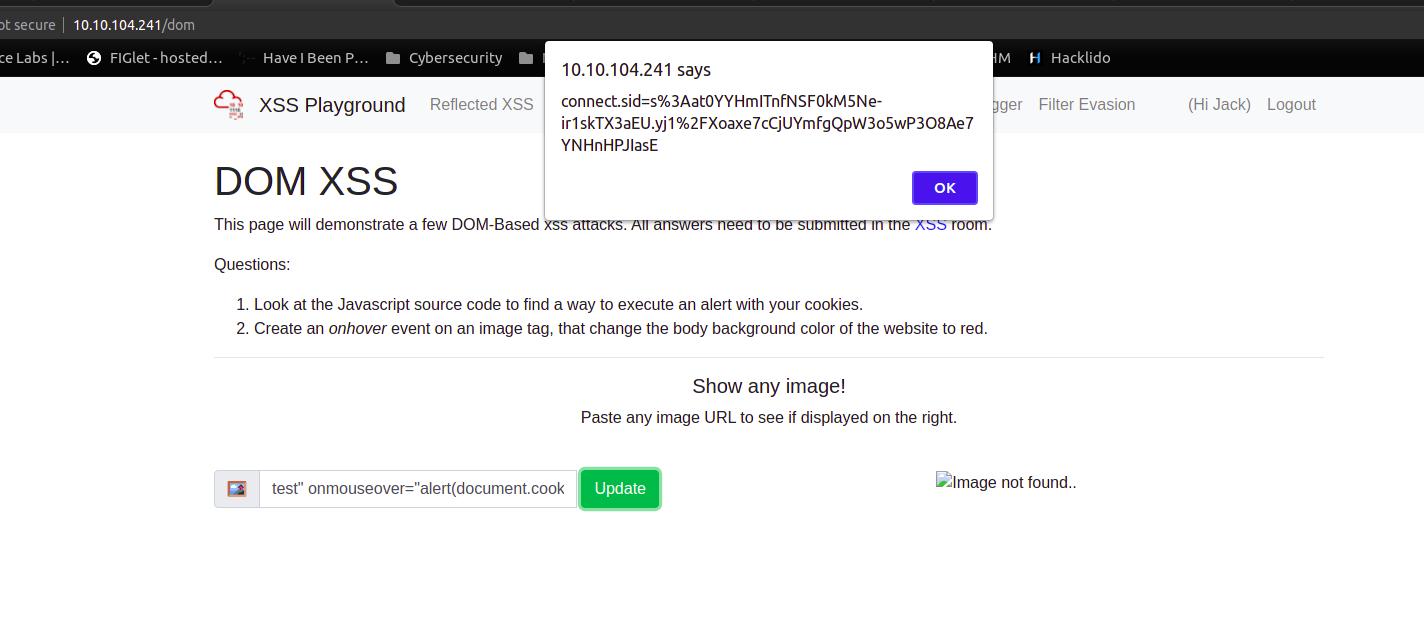 ot secure 10.10.104.241/dom
ce Labs |… FIGlet - hosted… Have I Been P… Cybersecurity HM Hacklido
10.10.104.241 says
connect.sid=s%3Aat0YYHmITnfNSF0kM5Ne-
ir1skTX3aEU.yj1%2FXoaxe7cCjUYmfgQpW3o5wP3O8Ae7
YNHnHPJIasE
OK
XSS Playground Reflected XSS gger Filter Evasion (Hi Jack) Logout
DOM XSS
This page will demonstrate a few DOM-Based xss attacks. All answers need to be submitted in the XSS room.
Questions:
1. Look at the Javascript source code to find a way to execute an alert with your cookies.
2. Create an onhover event on an image tag, that change the body background color of the website to red.
Show any image!
Paste any image URL to see if displayed on the right.
test" onmouseover="alert(document.cook Update Image not found..